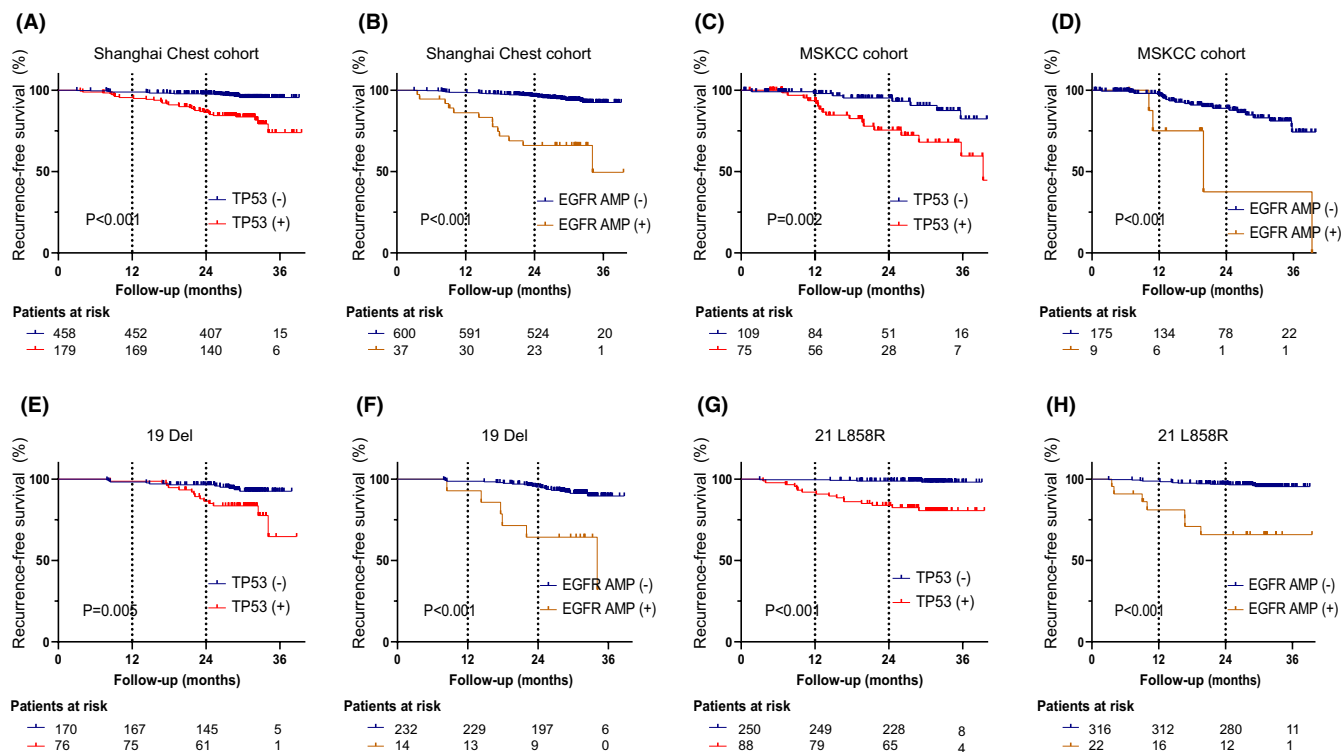 (A)
Shanghai Chest cohort
Recurrence-free survival (%)
100
50
0
P<0.001
TP53 (-)
TP53 (+)
0 12 24 36
Follow-up (months)
Patients at risk
458 452 407 15
179 169 140 6
(B)
Shanghai Chest cohort
Recurrence-free survival (%)
100
50
0
P<0.001
EGFR AMP (-)
EGFR AMP (+)
0 12 24 36
Follow-up (months)
Patients at risk
600 591 524 20
37 30 23 1
(C)
MSKCC cohort
Recurrence-free survival (%)
100
50
0
P=0.002
TP53 (-)
TP53 (+)
0 12 24 36
Follow-up (months)
Patients at risk
109 84 51 16
75 56 28 7
(D)
MSKCC cohort
Recurrence-free survival (%)
100
50
0
P<0.001
EGFR AMP (-)
EGFR AMP (+)
0 12 24 36
Follow-up (months)
Patients at risk
175 134 78 22
9 6 1 1
(E)
19 Del
Recurrence-free survival (%)
100
50
0
P=0.005
TP53 (-)
TP53 (+)
0 12 24 36
Follow-up (months)
Patients at risk
170 167 145 5
76 75 61 1
(F)
19 Del
Recurrence-free survival (%)
100
50
0
P<0.001
EGFR AMP (-)
EGFR AMP (+)
0 12 24 36
Follow-up (months)
Patients at risk
232 229 197 6
14 13 9 0
(G)
21 L858R
Recurrence-free survival (%)
100
50
0
P<0.001
TP53 (-)
TP53 (+)
0 12 24 36
Follow-up (months)
Patients at risk
250 249 228 8
88 79 65 4
(H)
21 L858R
Recurrence-free survival (%)
100
50
0
P<0.001
EGFR AMP (-)
EGFR AMP (+)
0 12 24 36
Follow-up (months)
Patients at risk
316 312 280 11
22 16 12 1